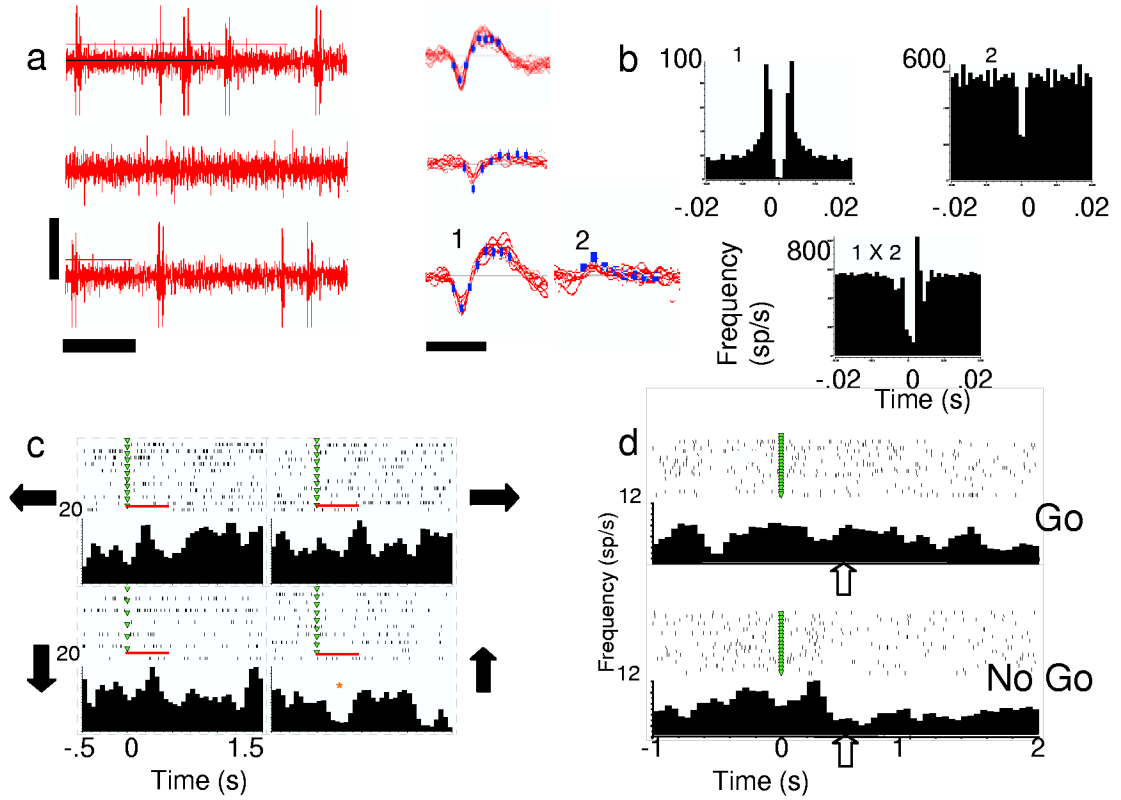 a
1
2
b
100
1
-.02 0 .02
600
2
-.02 0 .02
800
1 X 2
Frequency
(sp/s)
-.02 0 .02
Time (s)
c
20
20
-.5 0 1.5
Time (s)
*
d
12
Go
Frequency (sp/s)
12
No Go
-1 0 1 2
Time (s)